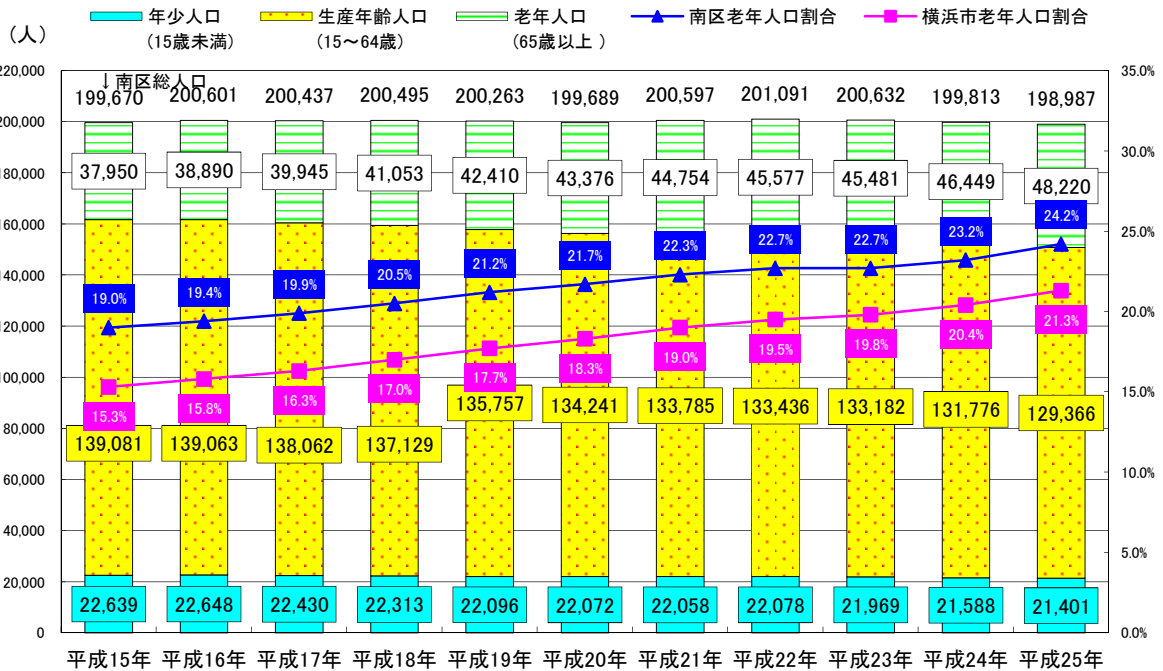 年少人口
(15歳未満)
生産年齢人口
(15～64歳)
老年人口
(65歳以上 )
南区老年人口割合
横浜市老年人口割合
（人）
↓南区総人口
199,670 200,601 200,437 200,495 200,263 199,689 200,597 201,091 200,632 199,813 198,987
37,950 38,890 39,945 41,053 42,410 43,376 44,754 45,577 45,481 46,449 48,220
19.0% 19.4% 19.9% 20.5% 21.2% 21.7% 22.3% 22.7% 22.7% 23.2% 24.2%
15.3% 15.8% 16.3% 17.0% 17.7% 18.3% 19.0% 19.5% 19.8% 20.4% 21.3%
139,081 139,063 138,062 137,129 135,757 134,241 133,785 133,436 133,182 131,776 129,366
22,639 22,648 22,430 22,313 22,096 22,072 22,058 22,078 21,969 21,588 21,401
220,000
200,000
180,000
160,000
140,000
120,000
100,000
80,000
60,000
40,000
20,000
0
35.0%
30.0%
25.0%
20.0%
15.0%
10.0%
5.0%
0.0%
平成15年 平成16年 平成17年 平成18年 平成19年 平成20年 平成21年 平成22年 平成23年 平成24年 平成25年